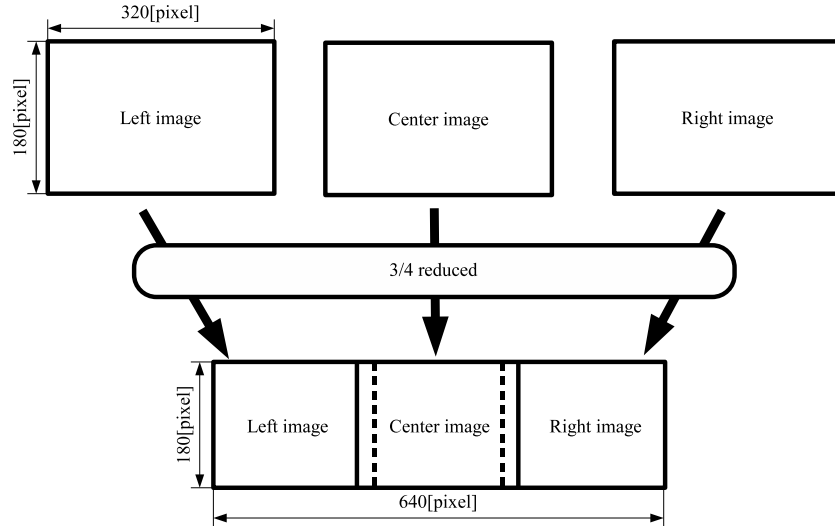 320[pixel]
180[pixel]
Left image
Center image
Right image
3/4 reduced
180[pixel]
Left image
Center image
Right image
640[pixel]